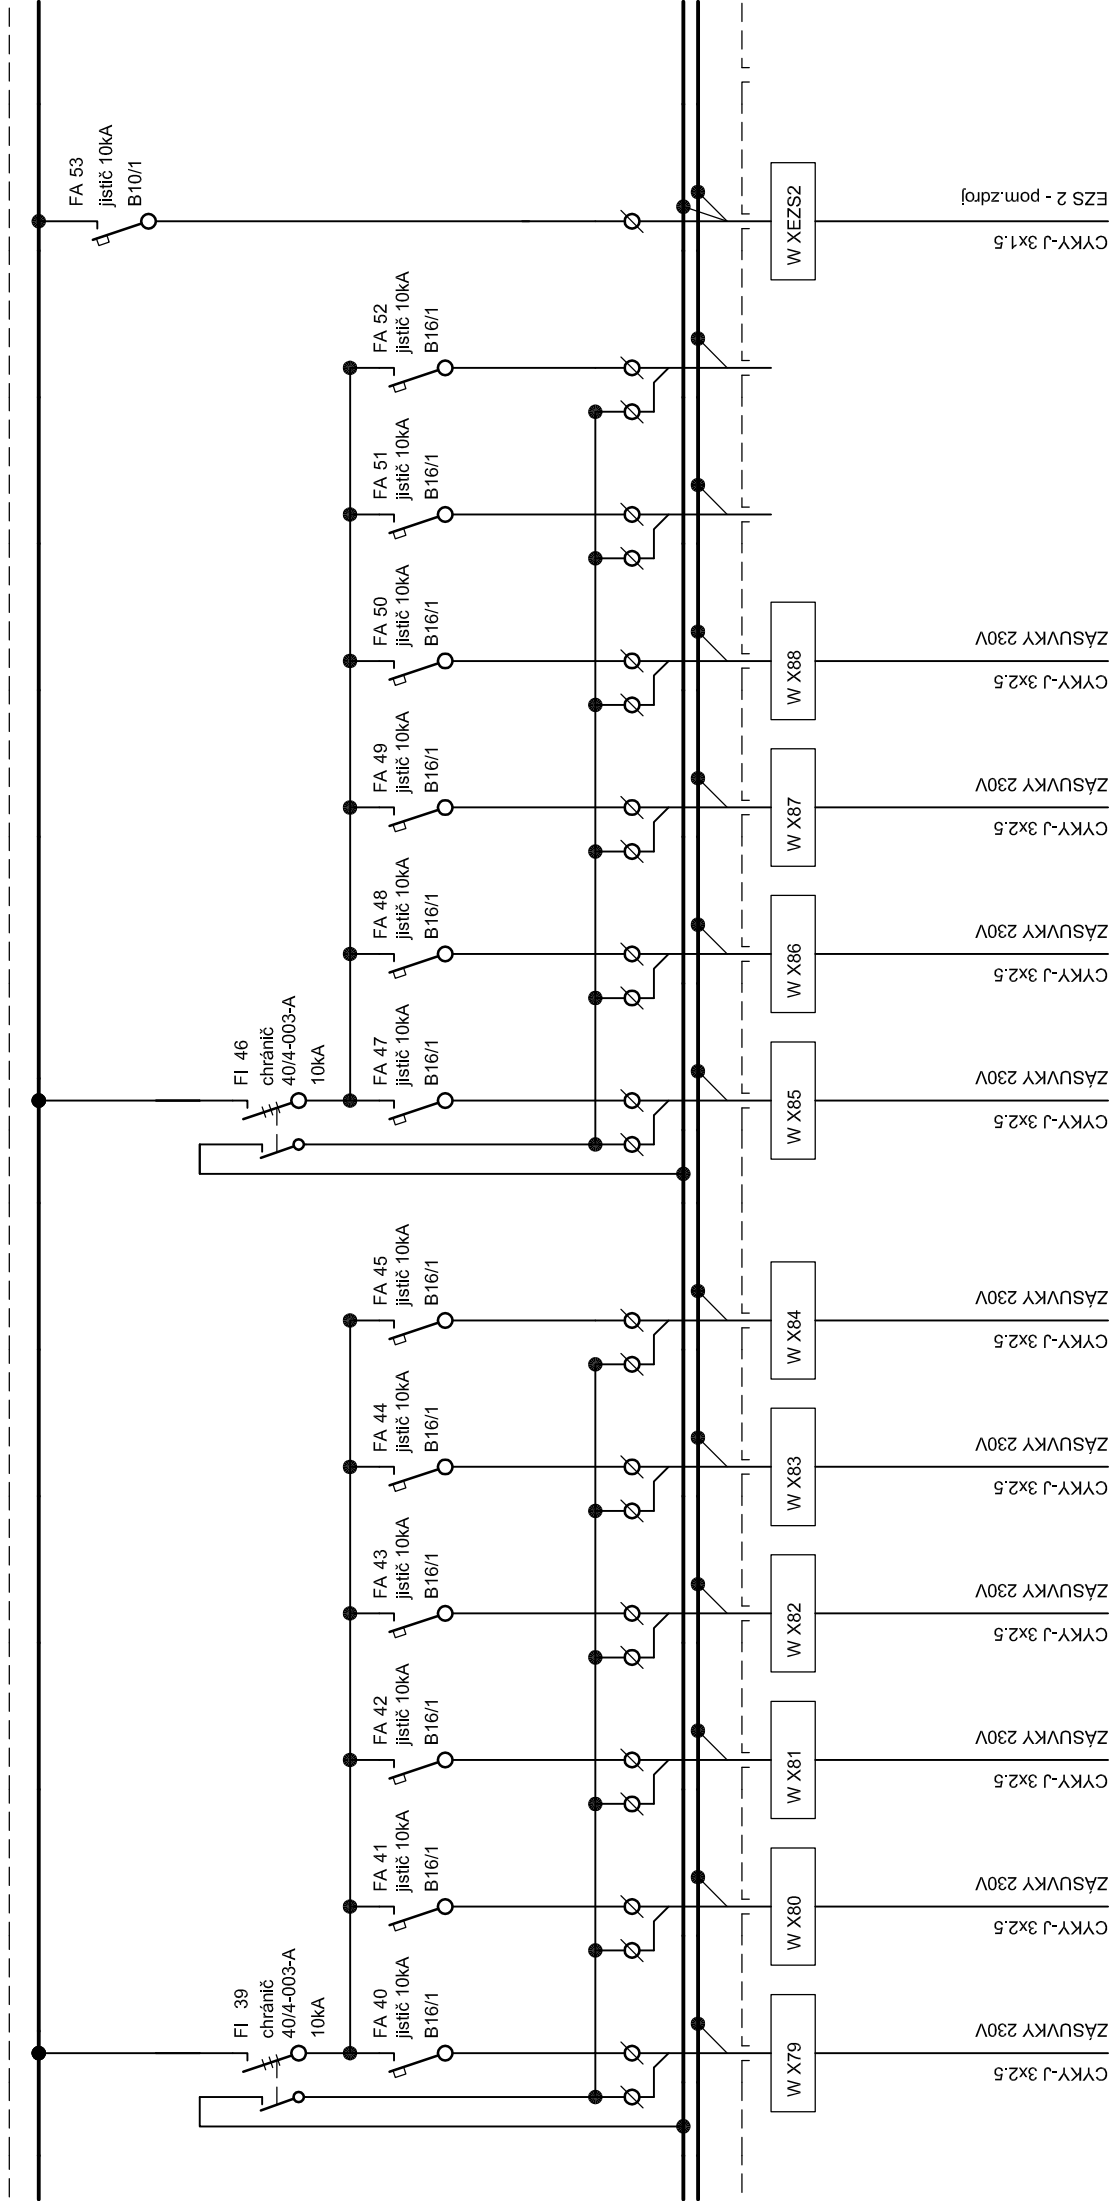 FA 53
jistič 10kA
B10/1
W XEZS2
EZS 2 - pom.zdroj
CYKY-J 3x1.5
FA 52
jistič 10kA
B16/1
FA 51
jistič 10kA
B16/1
FA 50
jistič 10kA
B16/1
W X88
ZÁSUVKY 230V
CYKY-J 3x2.5
FA 49
jistič 10kA
B16/1
W X87
ZÁSUVKY 230V
CYKY-J 3x2.5
FA 48
jistič 10kA
B16/1
W X86
ZÁSUVKY 230V
CYKY-J 3x2.5
FI 46
chránič
40/4-003-A
10kA
FA 47
jistič 10kA
B16/1
W X85
ZÁSUVKY 230V
CYKY-J 3x2.5
FA 45
jistič 10kA
B16/1
W X84
ZÁSUVKY 230V
CYKY-J 3x2.5
FA 44
jistič 10kA
B16/1
W X83
ZÁSUVKY 230V
CYKY-J 3x2.5
FA 43
jistič 10kA
B16/1
W X82
ZÁSUVKY 230V
CYKY-J 3x2.5
FA 42
jistič 10kA
B16/1
W X81
ZÁSUVKY 230V
CYKY-J 3x2.5
FA 41
jistič 10kA
B16/1
W X80
ZÁSUVKY 230V
CYKY-J 3x2.5
FI 39
chránič
40/4-003-A
10kA
FA 40
jistič 10kA
B16/1
W X79
ZÁSUVKY 230V
CYKY-J 3x2.5